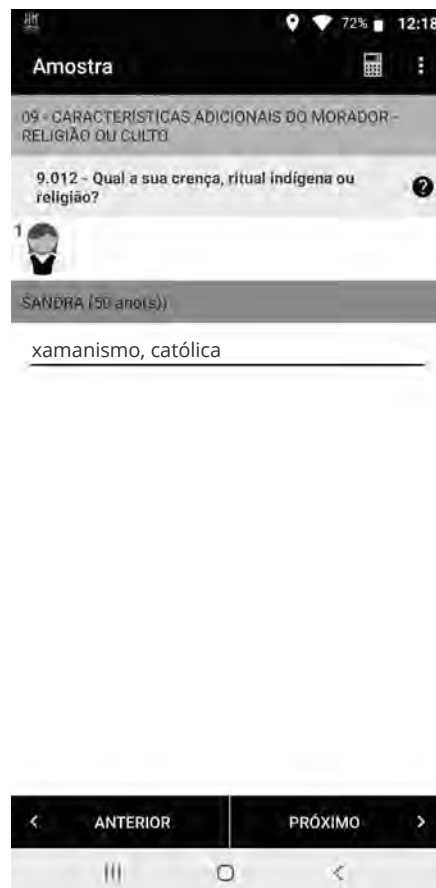 72% 12:18
Amostra
09 - CARACTERÍSTICAS ADICIONAIS DO MORADOR -
RELIGIÃO OU CULTO
9.012 - Qual a sua crença, ritual indígena ou
religião?
?
1
SANDRA (50 ano(s))
xamanismo, católica
< ANTERIOR PRÓXIMO >